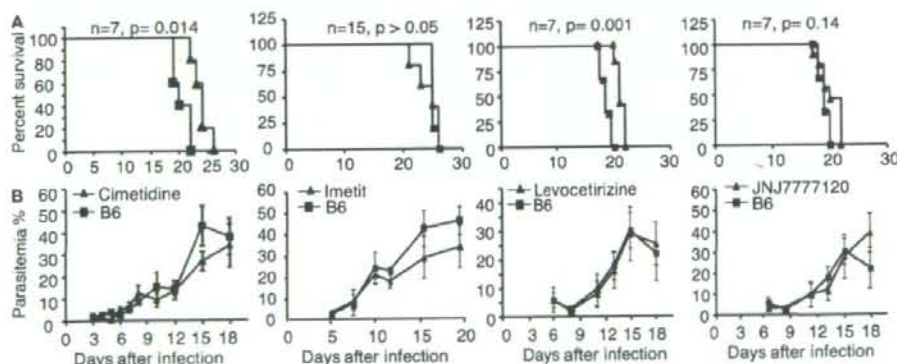 A
n=7, p= 0.014
n=15, p > 0.05
n=7, p= 0.001
n=7, p = 0.14
Percent survival
100
80
60
40
20
0
0 5 10 15 20 25 30
125
100
75
50
25
0
0 10 20 30
125
100
75
50
25
0
0 5 10 15 20 25 30
125
100
75
50
25
0
0 5 10 15 20 25 30
B
Cimetidine
B6
Imetit
B6
Levocetirizine
B6
JNJ7777120
B6
Parasitemia %
60
50
40
30
20
10
0
0 3 6 9 12 15 18
Days after infection
60
50
40
30
20
10
0
5 10 15 20
Days after infection
40
30
20
10
0
0 3 6 9 12 15 18
Days after infection
60
50
40
30
20
10
0
0 3 6 9 12 15 18
Days after infection